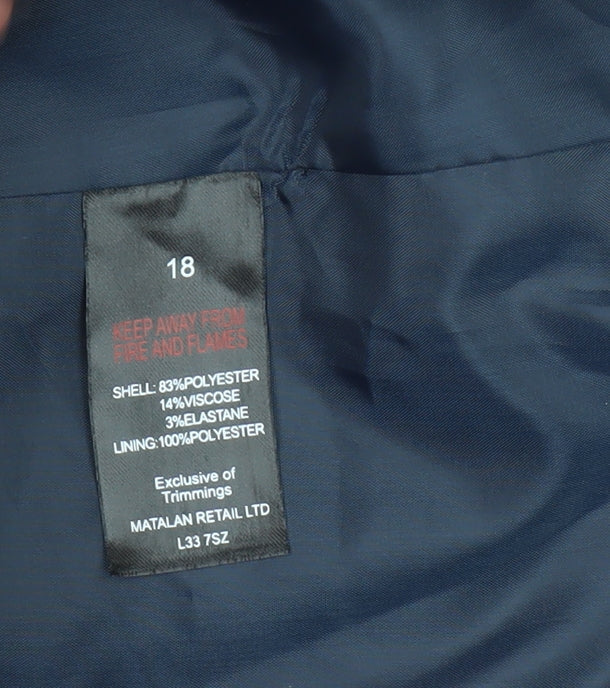 18
KEEP AWAY FROM
FIRE AND FLAMES
SHELL: 83%POLYESTER
14%VISCOSE
3%ELASTANE
LINING:100%POLYESTER
Exclusive of
Trimmings
MATALAN RETAIL LTD
L33 7SZ